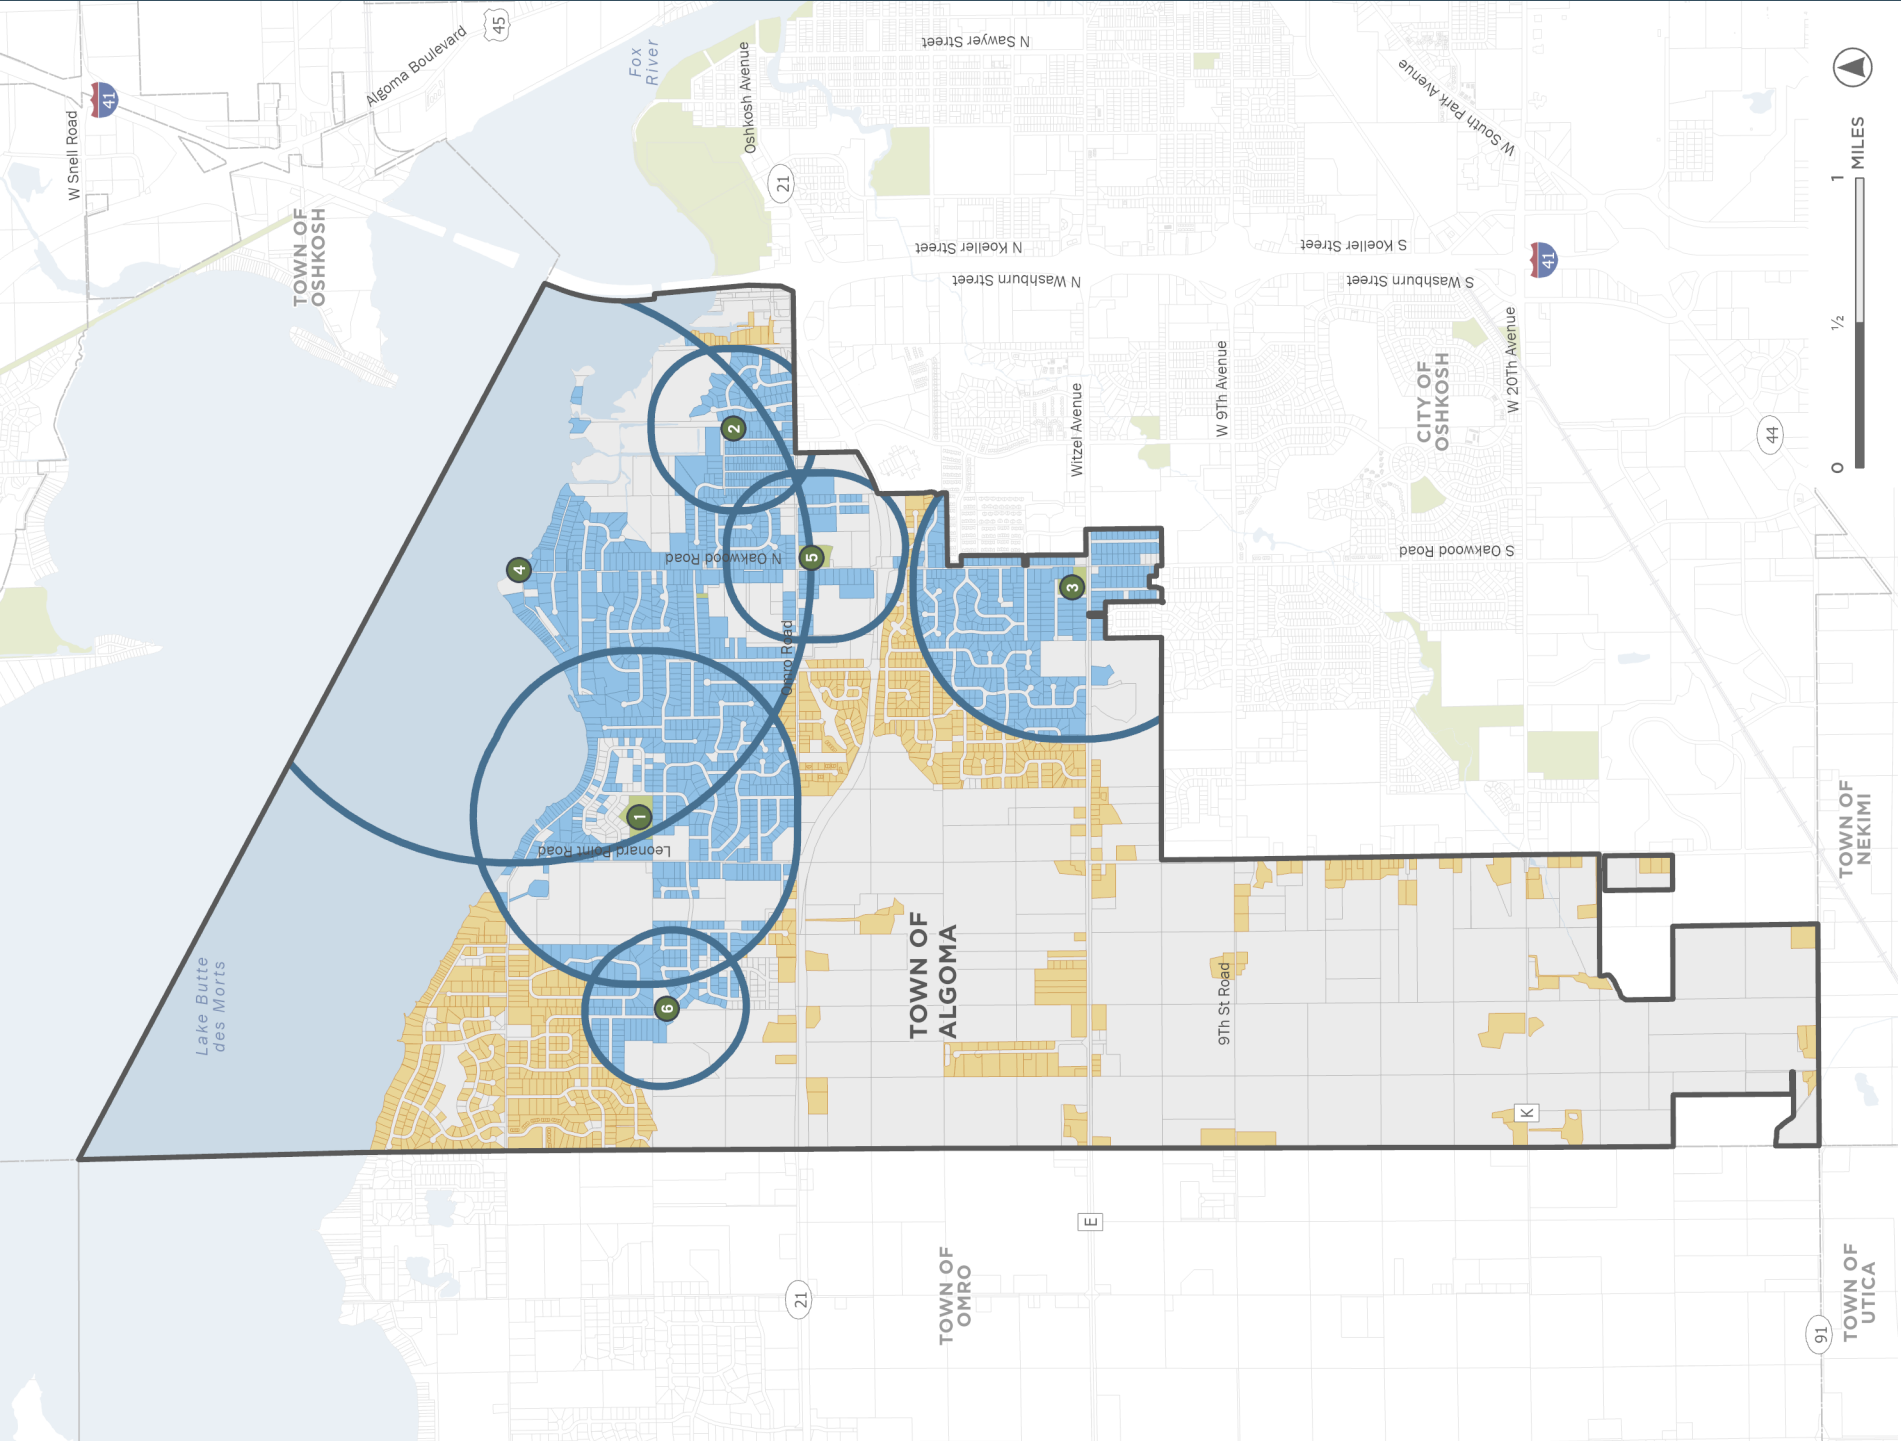 W Snell Road
41
Algoma Boulevard
45
Fox
River
Oshkosh Avenue
21
N Sawyer Street
W South Park Avenue
TOWN OF
OSHKOSH
N Koeller Street
S Koeller Street
N Washburn Street
S Washburn Street
41
W 20Th Avenue
W 9Th Avenue
Witzel Avenue
CITY OF
OSHKOSH
44
0
1/2
1
MILES
2
4
5
3
N Oakwood Road
S Oakwood Road
Omro Road
1
Leonard Point Road
6
Lake Butte
des Morts
TOWN OF
ALGOMA
9Th St Road
K
TOWN OF
NEKIMI
E
21
TOWN OF
OMRO
91
TOWN OF
UTICA